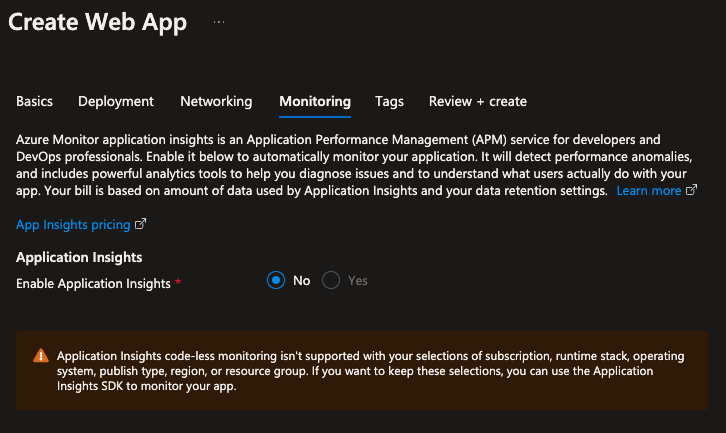 Create Web App ...
Basics Deployment Networking Monitoring Tags Review + create
Azure Monitor application insights is an Application Performance Management (APM) service for developers and
DevOps professionals. Enable it below to automatically monitor your application. It will detect performance anomalies,
and includes powerful analytics tools to help you diagnose issues and to understand what users actually do with your
app. Your bill is based on amount of data used by Application Insights and your data retention settings. Learn more
App Insights pricing
Application Insights
Enable Application Insights * No Yes
Application Insights code-less monitoring isn't supported with your selections of subscription, runtime stack, operating
system, publish type, region, or resource group. If you want to keep these selections, you can use the Application
Insights SDK to monitor your app.